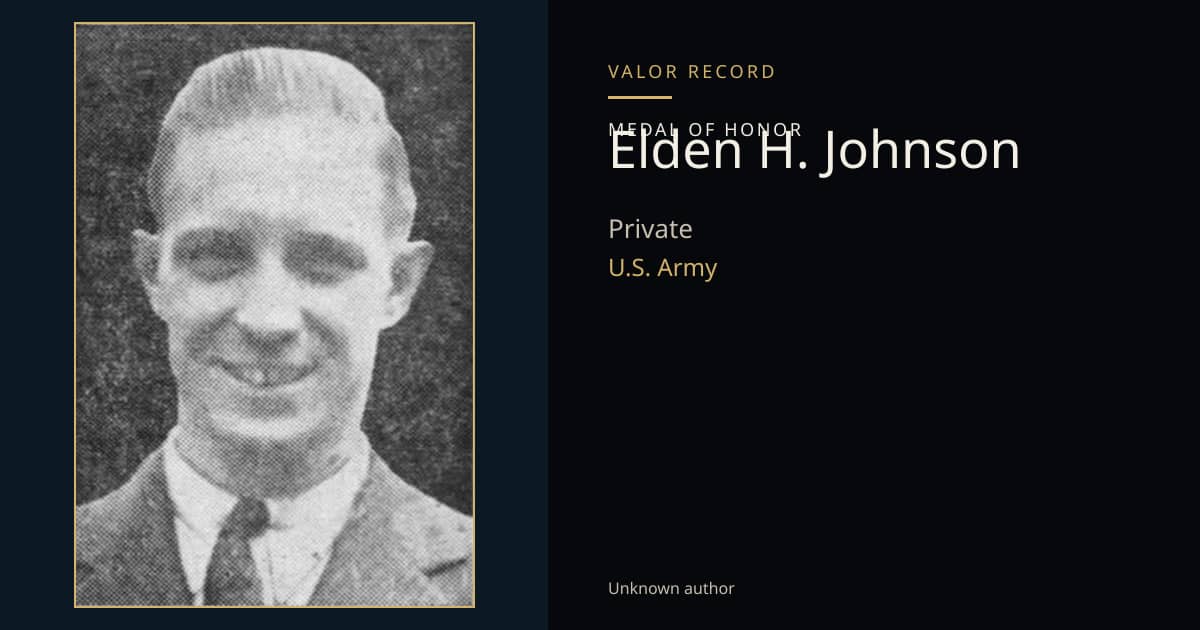 VALOR RECORD
MEDAL OF HONOR
Elden H. Johnson
Private
U.S. Army
Unknown author